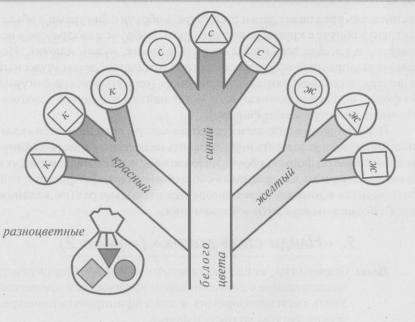 с
с
с
к
ж
к
ж
к
ж
красный
синий
желтый
разноцветные
белого
цвета